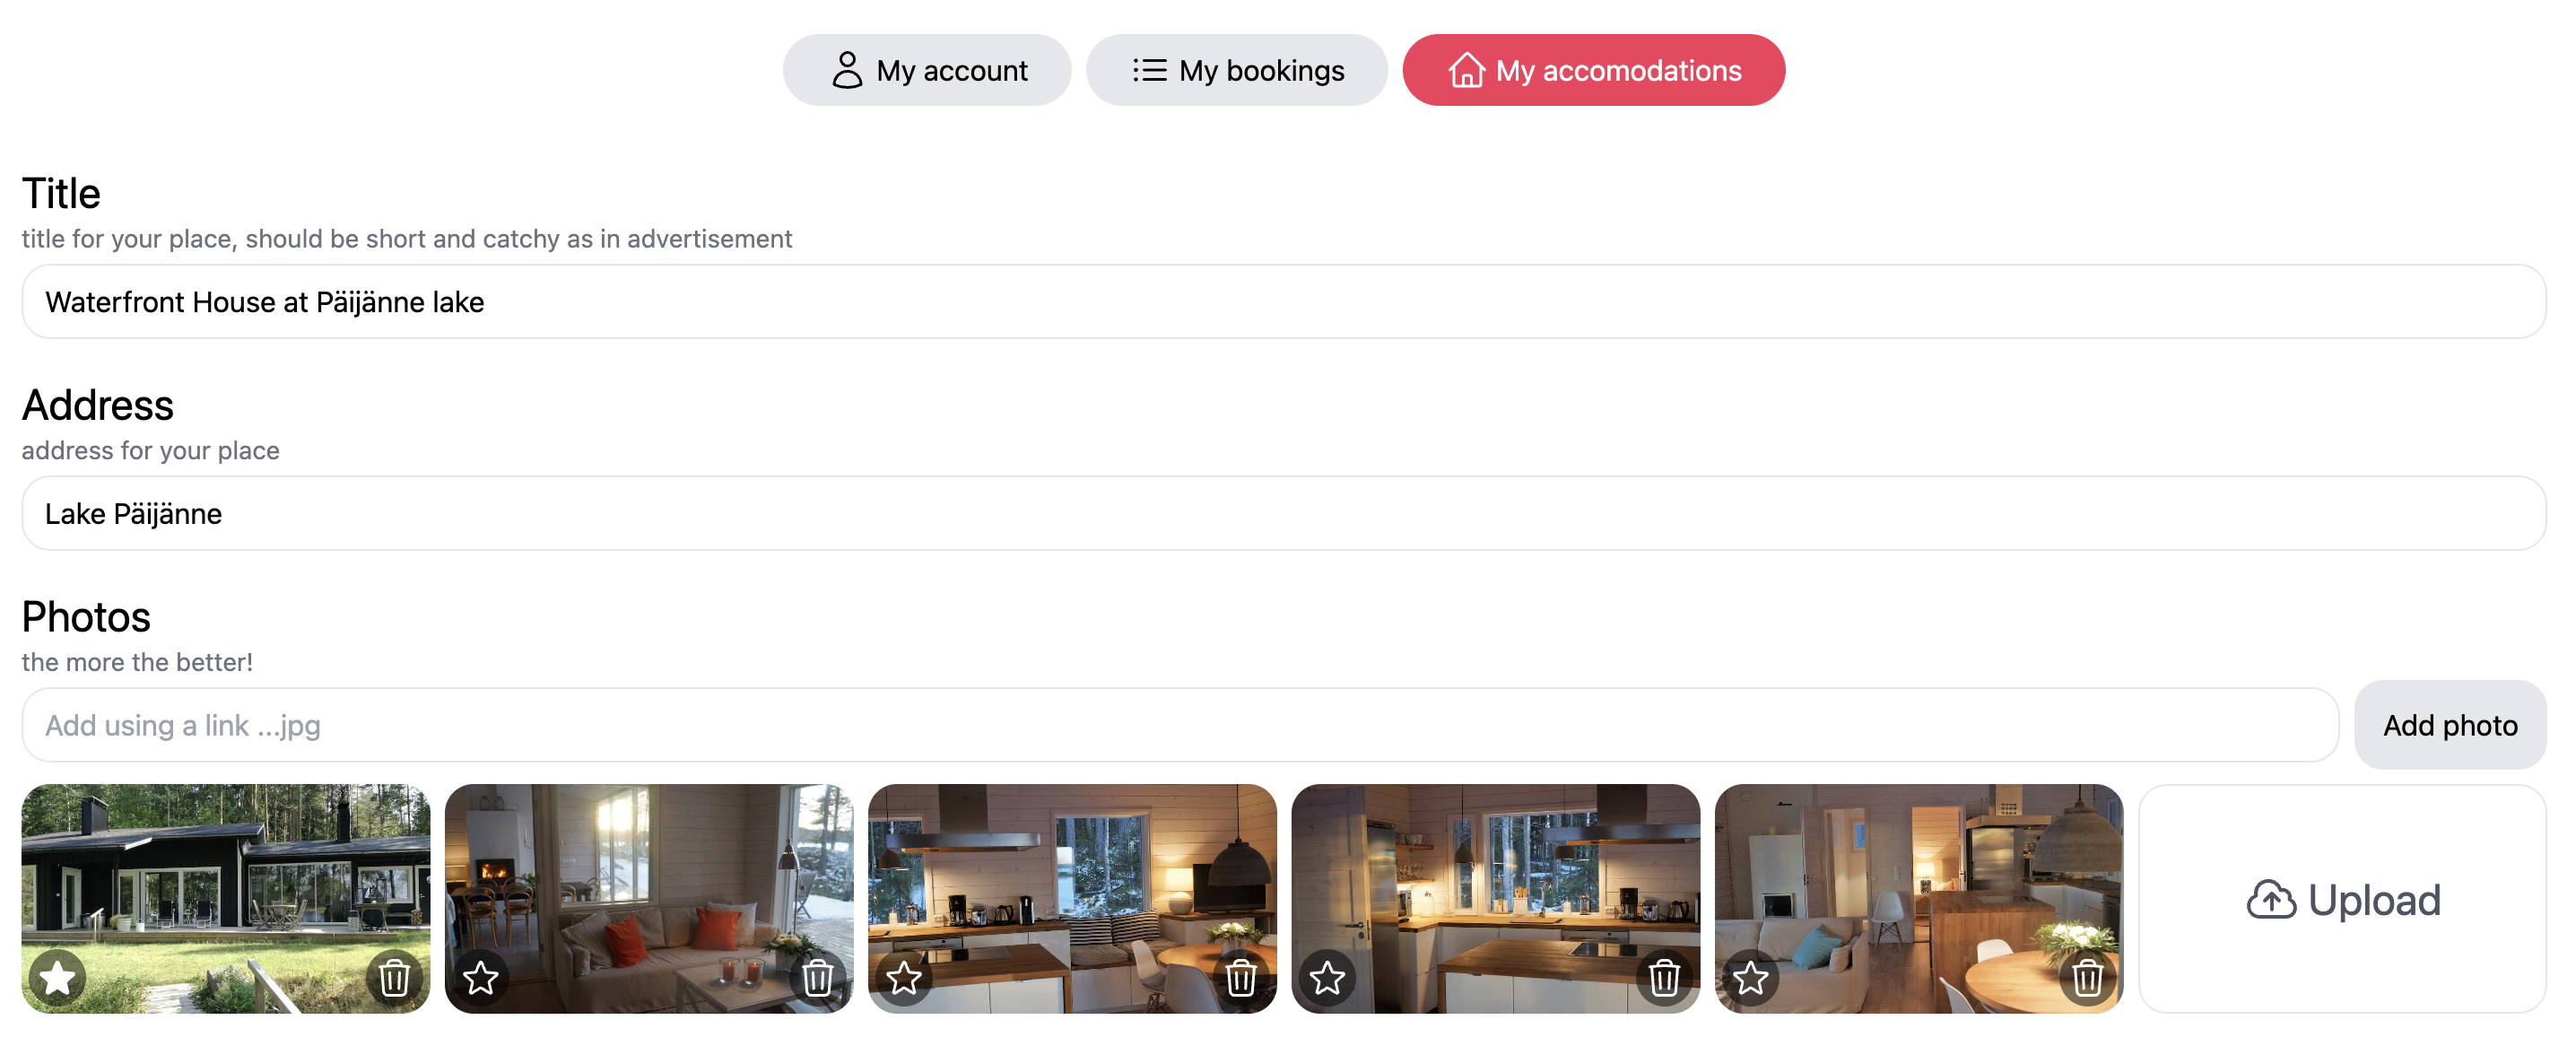 My account
My bookings
My accomodations
Title
title for your place, should be short and catchy as in advertisement
Waterfront House at Päijänne lake
Address
address for your place
Lake Päijänne
Photos
the more the better!
Add using a link ...jpg
Add photo
Upload